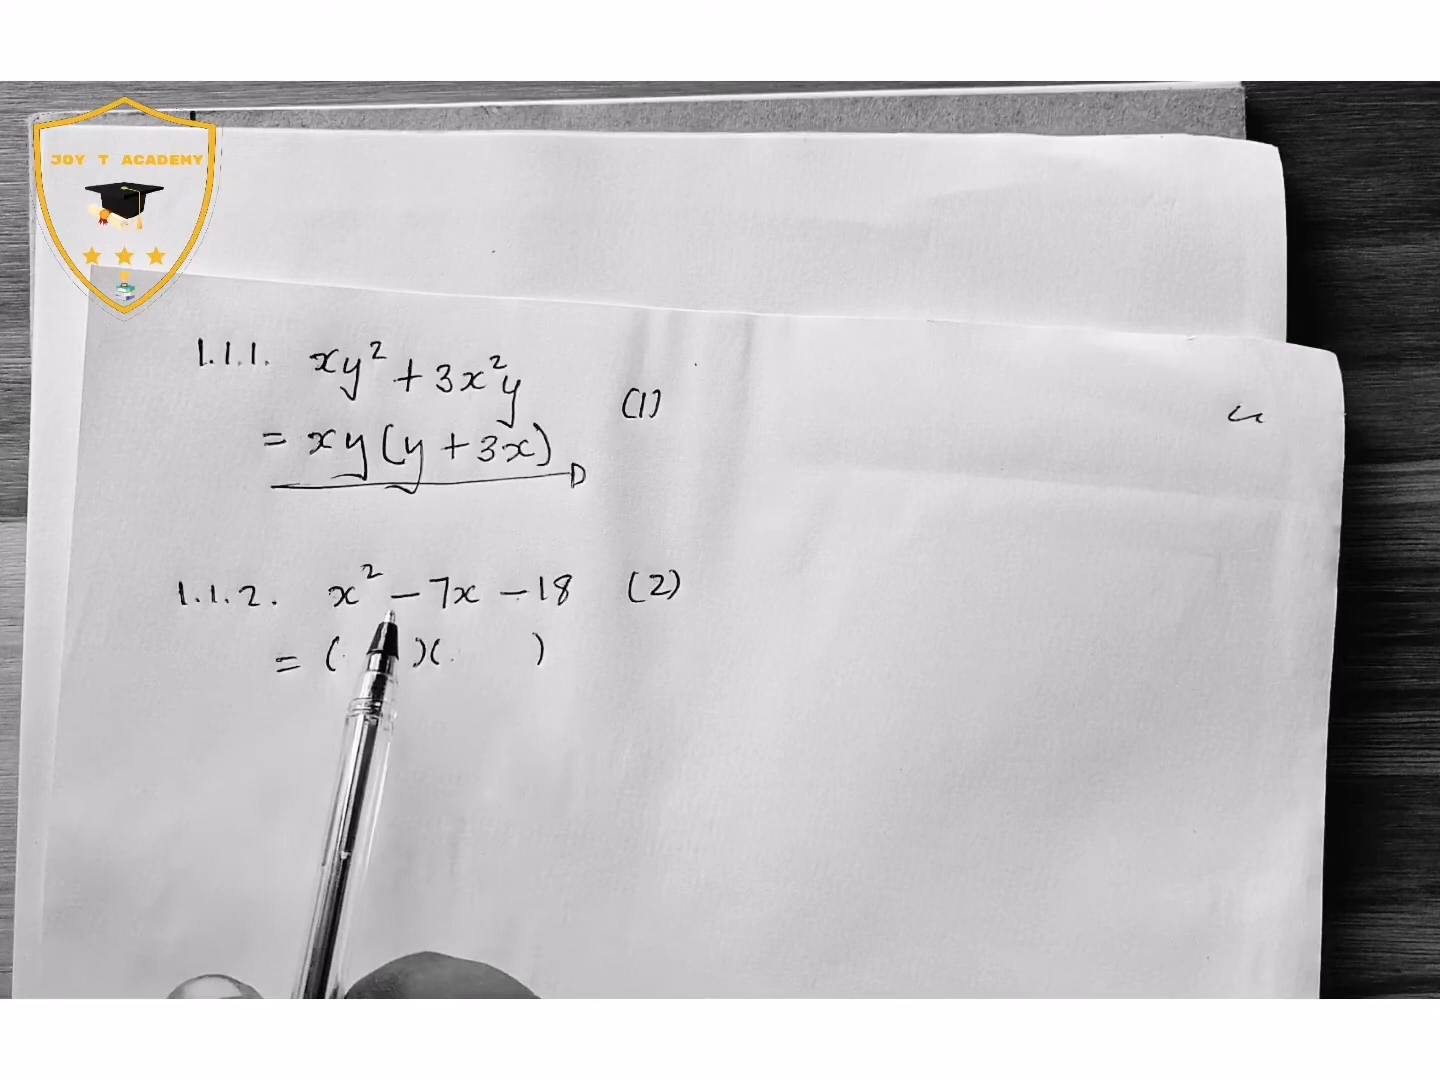 JOY T ACADEMY
1.1.1. xy² + 3x²y (1)
= xy(y + 3x)
1.1.2. x² − 7x − 18 (2)
= ( )( )